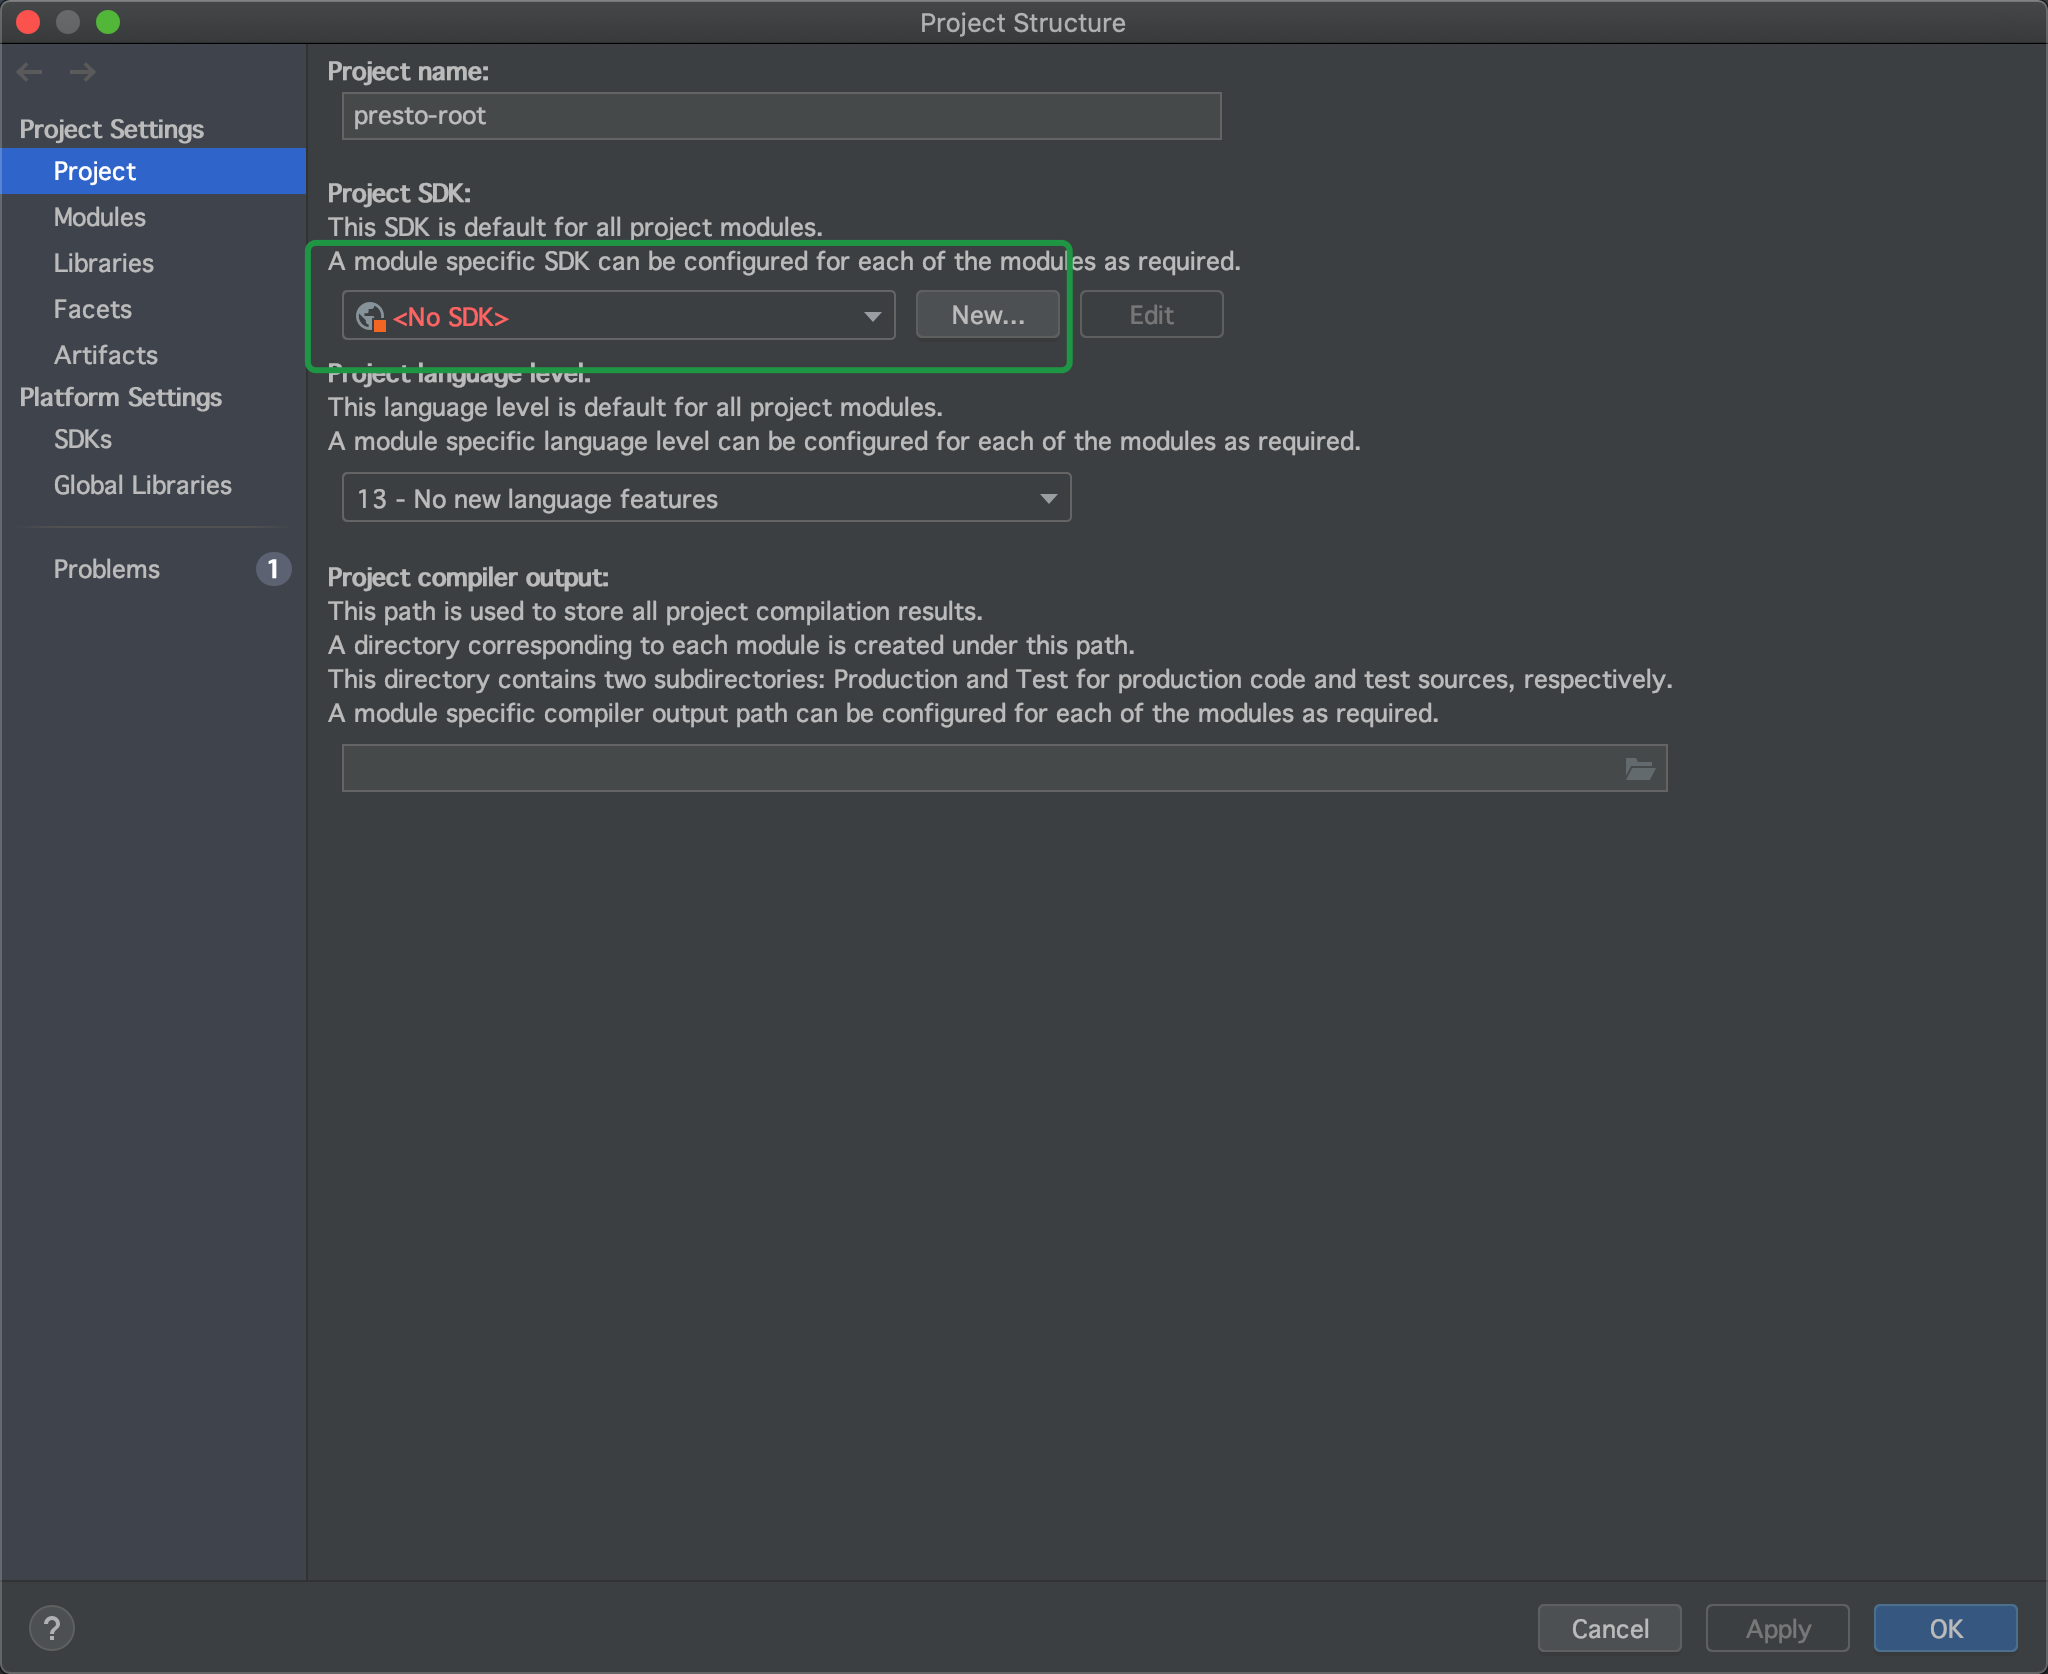 Project Structure
Project name:
presto-root
Project Settings
Project
Modules
Libraries
Facets
Artifacts
Platform Settings
SDKs
Global Libraries
Problems 1
Project SDK:
This SDK is default for all project modules.
A module specific SDK can be configured for each of the modules as required.
<No SDK> New... Edit
Project language level:
This language level is default for all project modules.
A module specific language level can be configured for each of the modules as required.
13 - No new language features
Project compiler output:
This path is used to store all project compilation results.
A directory corresponding to each module is created under this path.
This directory contains two subdirectories: Production and Test for production code and test sources, respectively.
A module specific compiler output path can be configured for each of the modules as required.
? Cancel Apply OK